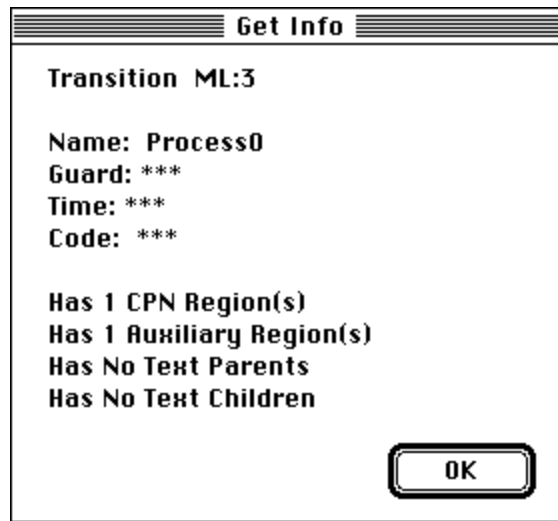 Get Info
Transition ML:3
Name: Process0
Guard: ***
Time: ***
Code: ***
Has 1 CPN Region(s)
Has 1 Auxiliary Region(s)
Has No Text Parents
Has No Text Children
OK